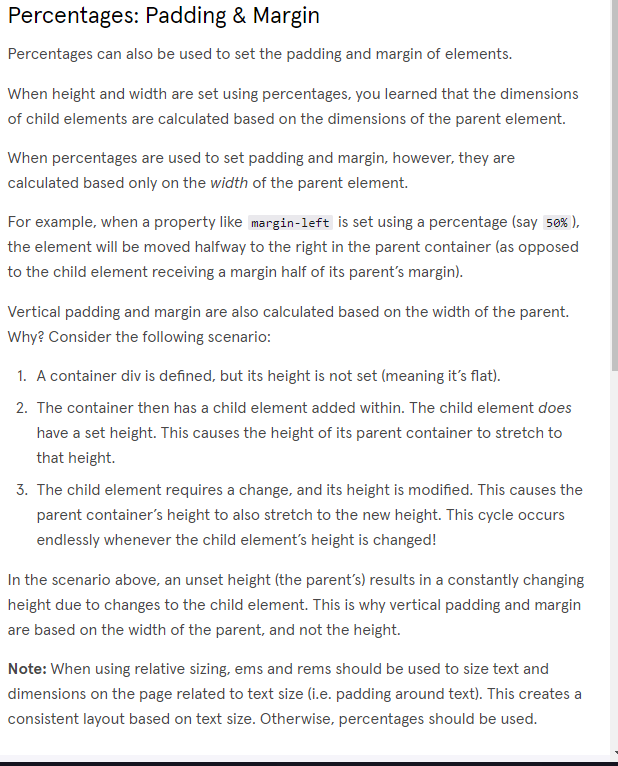 Percentages: Padding & Margin
Percentages can also be used to set the padding and margin of elements.
When height and width are set using percentages, you learned that the dimensions
of child elements are calculated based on the dimensions of the parent element.
When percentages are used to set padding and margin, however, they are
calculated based only on the width of the parent element.
For example, when a property like margin-left is set using a percentage (say 50%),
the element will be moved halfway to the right in the parent container (as opposed
to the child element receiving a margin half of its parent's margin).
Vertical padding and margin are also calculated based on the width of the parent.
Why? Consider the following scenario:
1. A container div is defined, but its height is not set (meaning it's flat).
2. The container then has a child element added within. The child element does
have a set height. This causes the height of its parent container to stretch to
that height.
3. The child element requires a change, and its height is modified. This causes the
parent container's height to also stretch to the new height. This cycle occurs
endlessly whenever the child element's height is changed!
In the scenario above, an unset height (the parent's) results in a constantly changing
height due to changes to the child element. This is why vertical padding and margin
are based on the width of the parent, and not the height.
Note: When using relative sizing, ems and rems should be used to size text and
dimensions on the page related to text size (i.e. padding around text). This creates a
consistent layout based on text size. Otherwise, percentages should be used.